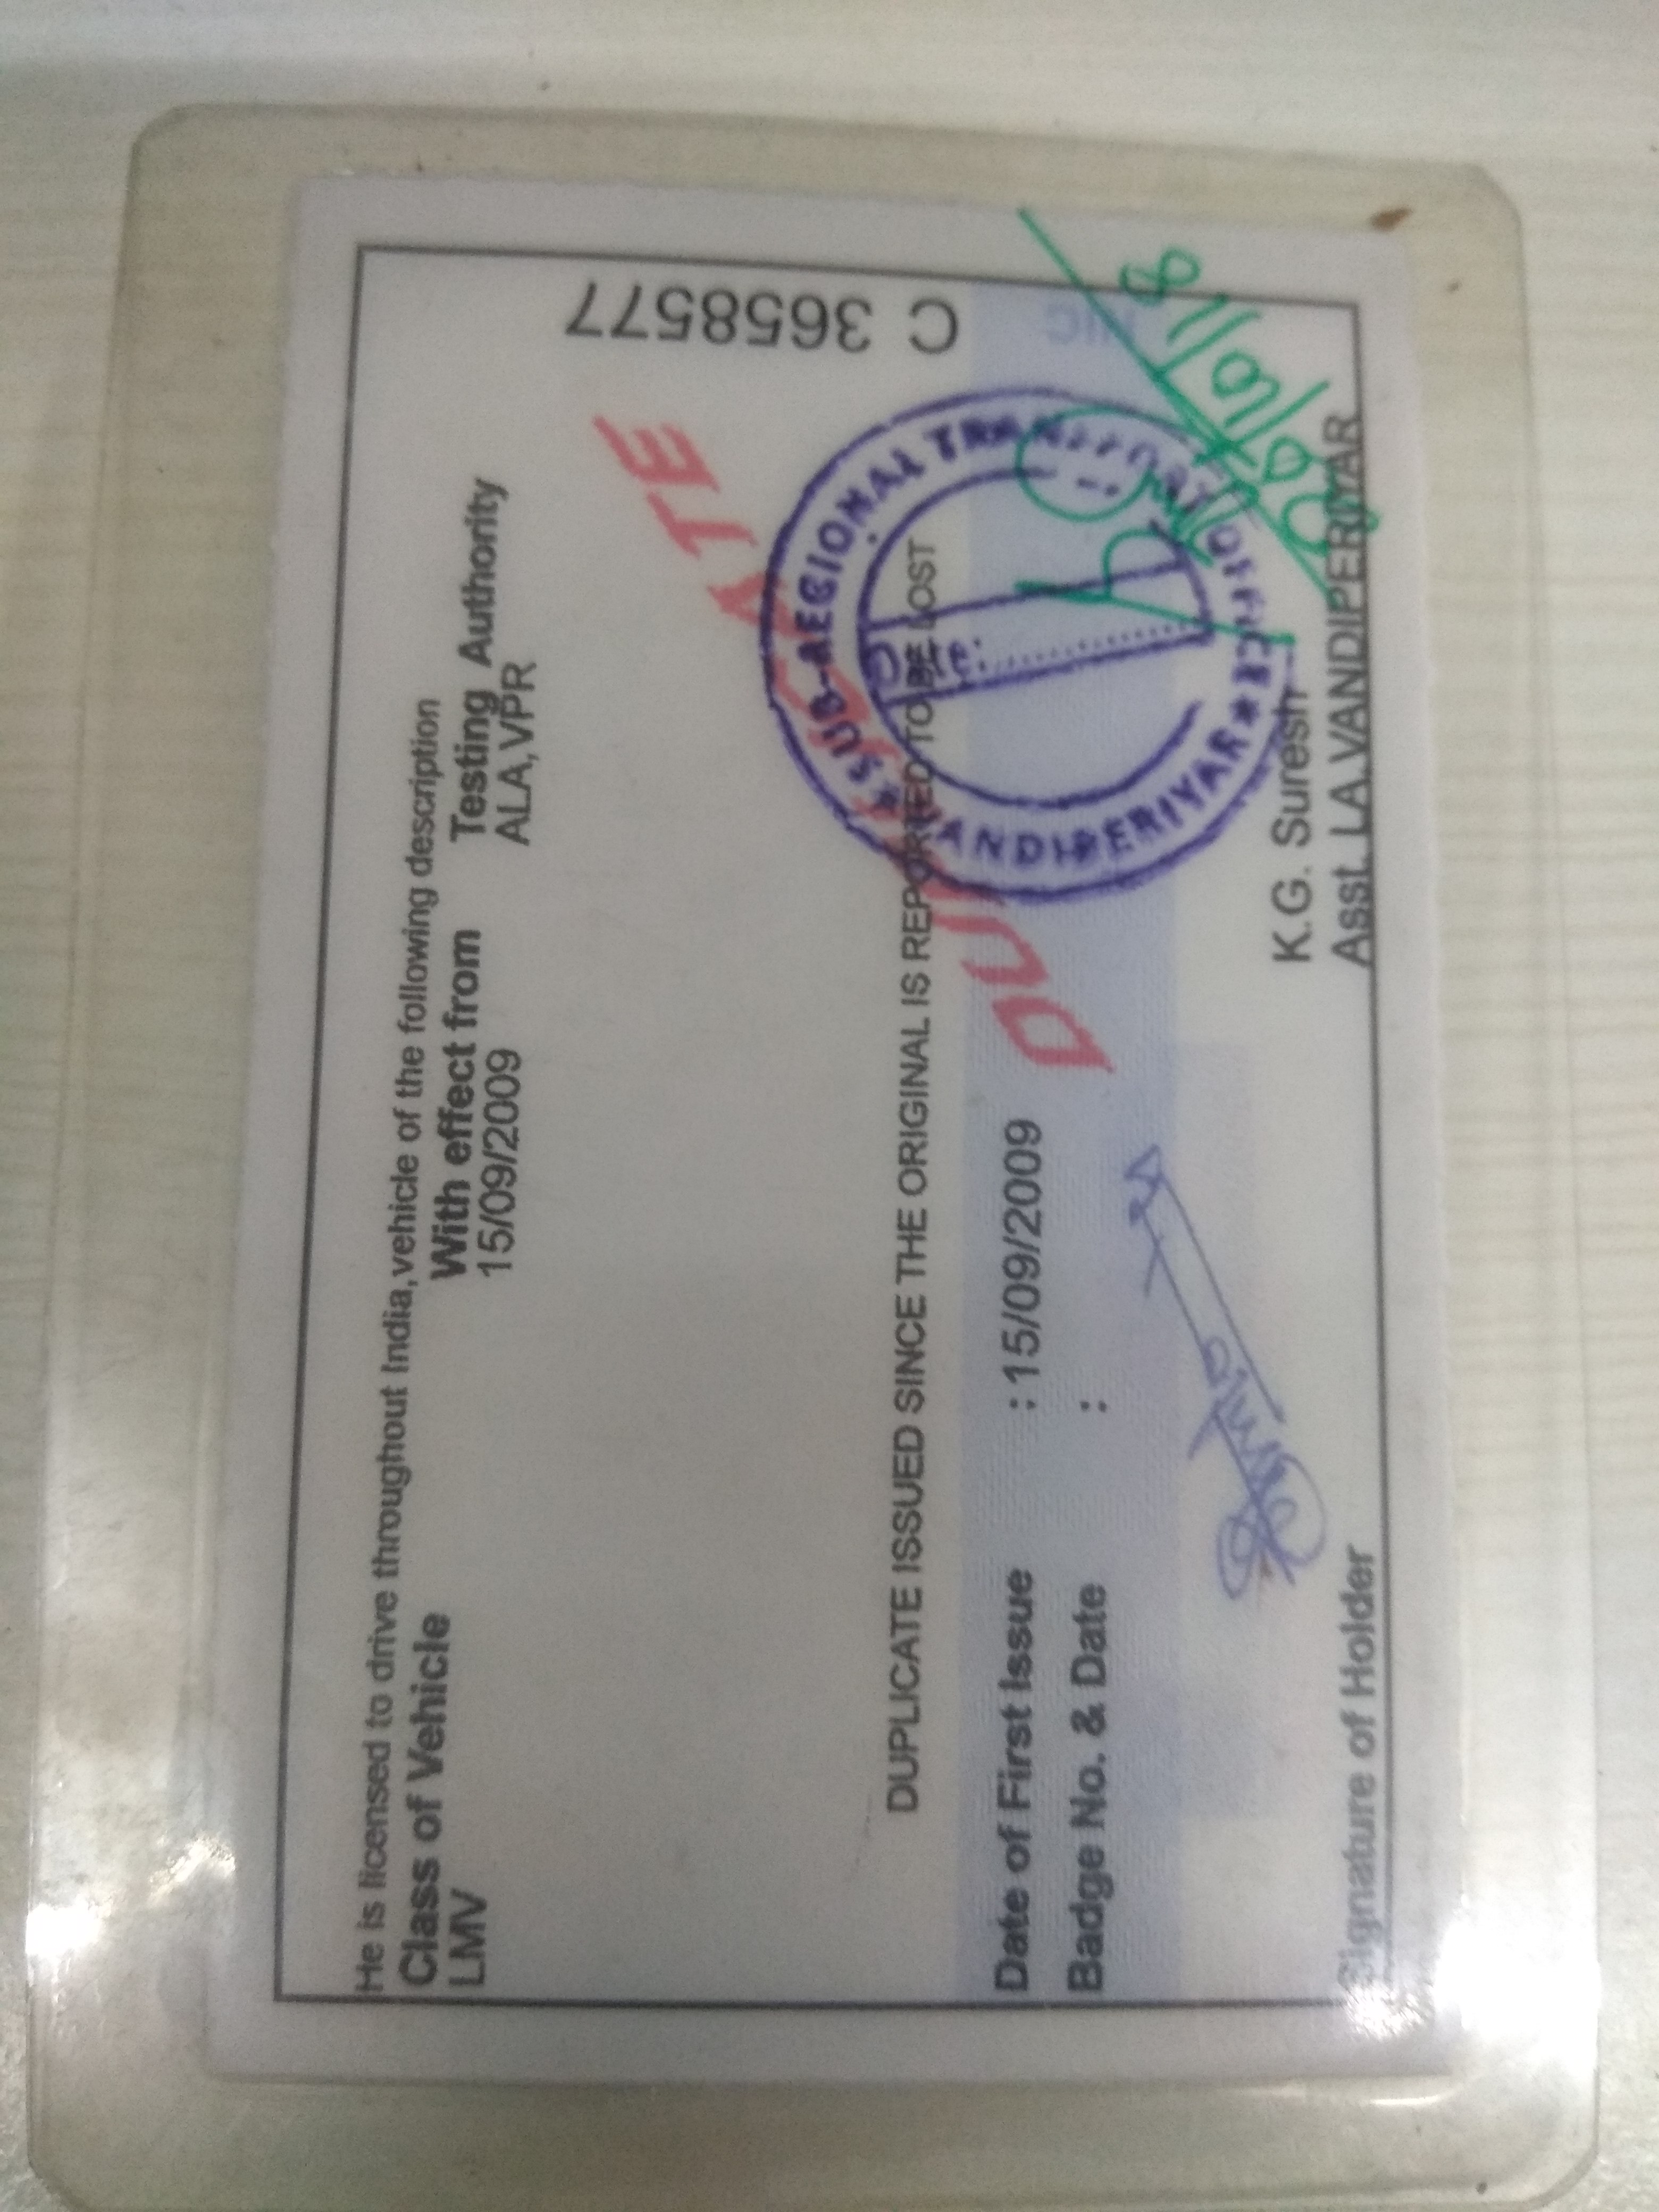 He is licensed to drive throughout India,vehicle of the following description
Class of Vehicle With effect from Testing Authority
LMV 15/09/2009 ALA,VPR
C 3658577
DUPLICATE
DUPLICATE ISSUED SINCE THE ORIGINAL IS REPORTED TO BE LOST
SUB-REGIONAL TRANSPORT OFFICE
★ VANDIPERIYAR ★
Date:
Date of First Issue : 15/09/2009
NIC
Badge No. & Date :
K.G. Suresh
Signature of Holder Asst. LA,VANDIPERIYAR